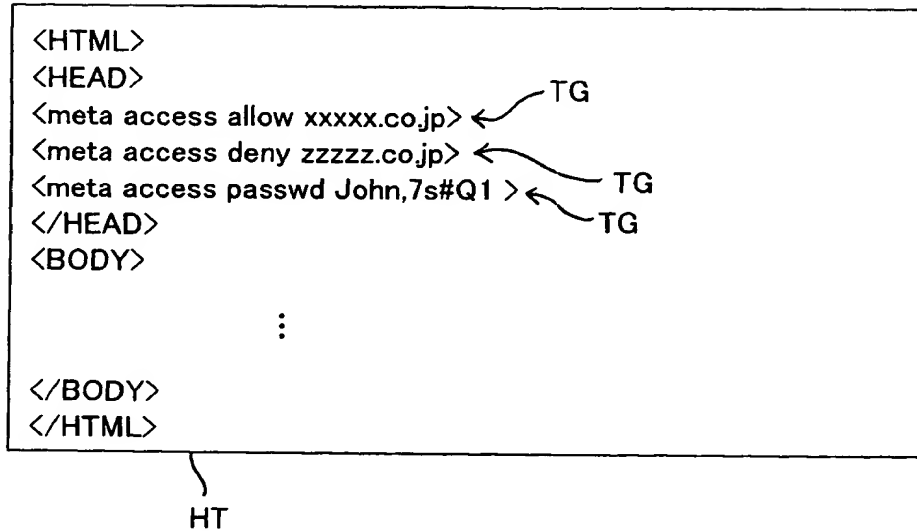 <HTML>
<HEAD>
TG
<meta access allow xxxxx.co.jp>
<meta access deny zzzzz.co.jp>
TG
<meta access passwd John,7s#Q1 >
TG
</HEAD>
<BODY>
⋮
</BODY>
</HTML>
HT